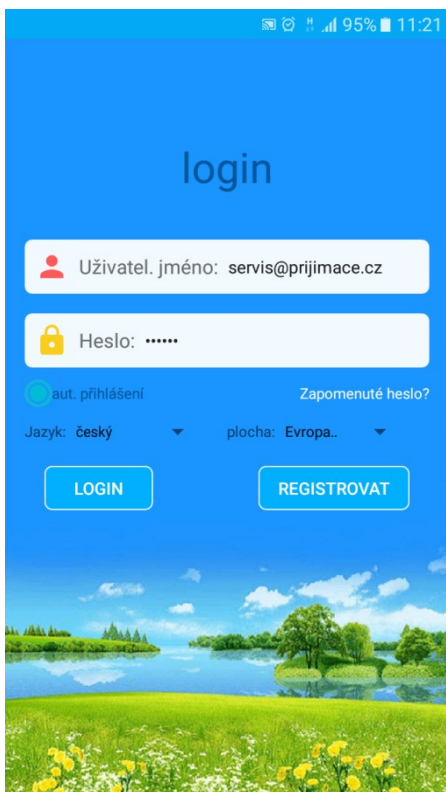 95% 11:21
login
Uživatel. jméno: servis@prijimace.cz
Heslo: ••••••
aut. přihlášení Zapomenuté heslo?
Jazyk: český plocha: Evropa..
LOGIN REGISTROVAT